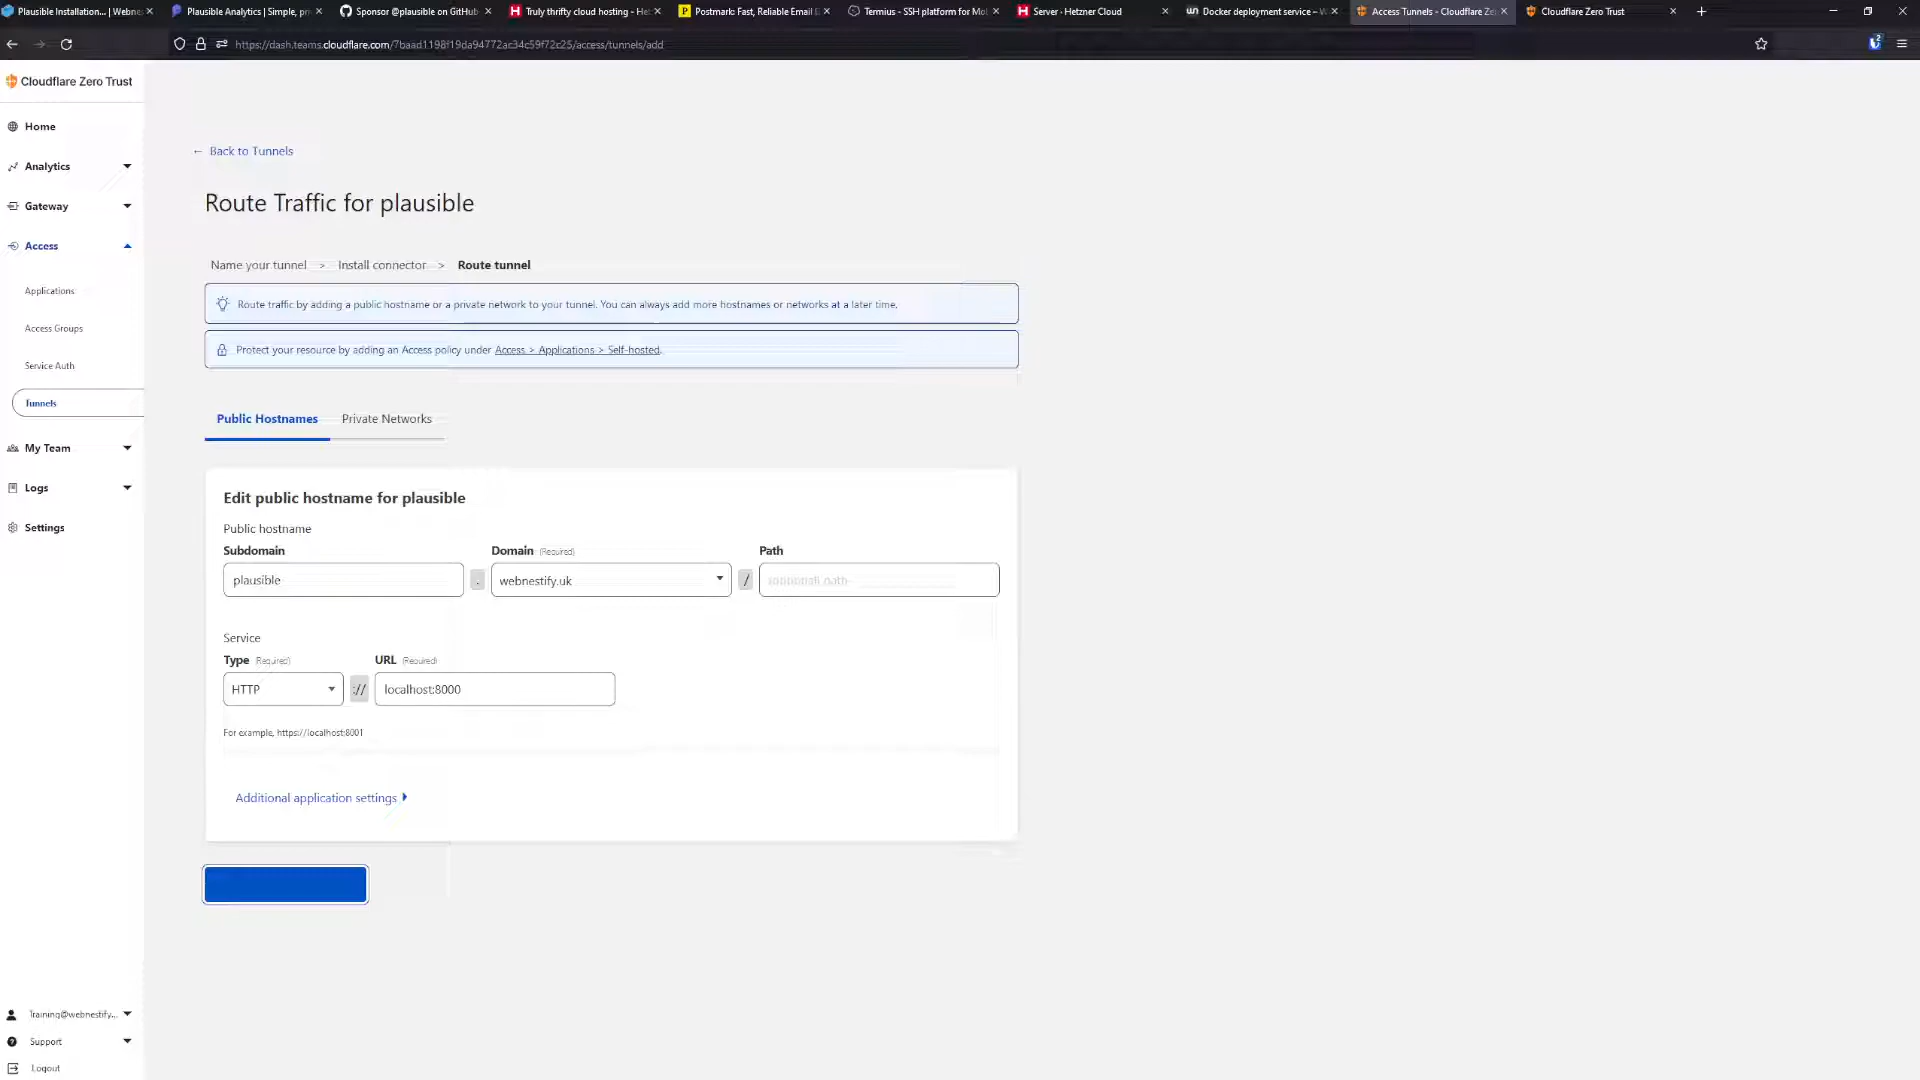 Plausible Installation... | Webnes
Plausible Analytics | Simple, pr
Sponsor @plausible on GitHub
Truly thrifty cloud hosting - Het
Postmark: Fast, Reliable Email
Termius - SSH platform for Mo
Server · Hetzner Cloud
Docker deployment service – W
Access Tunnels - Cloudflare Ze
Cloudflare Zero Trust
https://dash.teams.cloudflare.com/7baad1198f19da94772ac34c59f72c25/access/tunnels/add
Cloudflare Zero Trust
Home
Analytics
Gateway
Access
Applications
Access Groups
Service Auth
Tunnels
My Team
Logs
Settings
Training@webnestify...
Support
Logout
← Back to Tunnels
Route Traffic for plausible
Name your tunnel > Install connector > Route tunnel
Route traffic by adding a public hostname or a private network to your tunnel. You can always add more hostnames or networks at a later time.
Protect your resource by adding an Access policy under Access > Applications > Self-hosted.
Public Hostnames Private Networks
Edit public hostname for plausible
Public hostname
Subdomain Domain (Required) Path
plausible . webnestify.uk / (optional) path
Service
Type (Required) URL (Required)
HTTP :// localhost:8000
For example, https://localhost:8001
Additional application settings